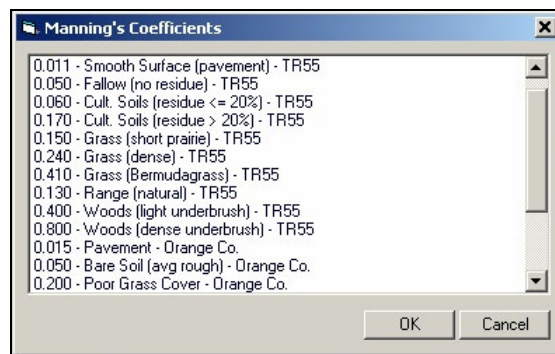 Manning's Coefficients
0.011 - Smooth Surface (pavement) - TR55
0.050 - Fallow (no residue) - TR55
0.060 - Cult. Soils (residue <= 20%) - TR55
0.170 - Cult. Soils (residue > 20%) - TR55
0.150 - Grass (short prairie) - TR55
0.240 - Grass (dense) - TR55
0.410 - Grass (Bermudagrass) - TR55
0.130 - Range (natural) - TR55
0.400 - Woods (light underbrush) - TR55
0.800 - Woods (dense underbrush) - TR55
0.015 - Pavement - Orange Co.
0.050 - Bare Soil (avg rough) - Orange Co.
0.200 - Poor Grass Cover - Orange Co.
OK
Cancel